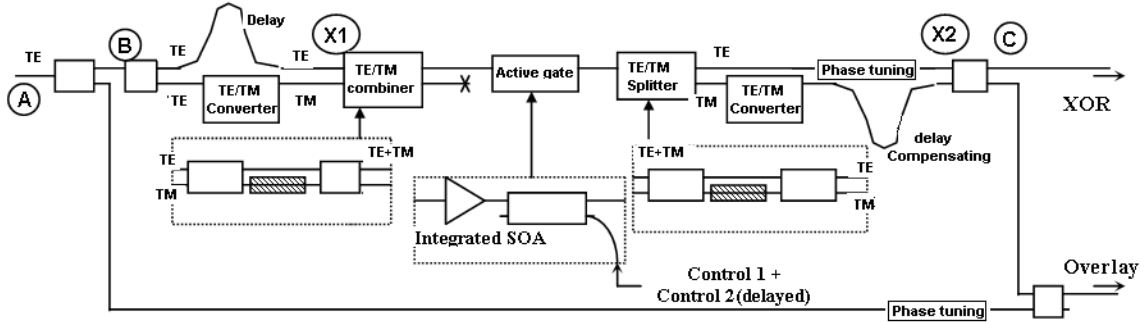 TE
A
B
TE
Delay
TE
TE
TE/TM
Converter
TM
X1
TE/TM
combiner
Active gate
TE/TM
Splitter
TE
TM
TE/TM
Converter
Phase tuning
X2
C
XOR
delay
Compensating
TE
TM
TE+TM
Integrated SOA
TE+TM
TE
TM
Control 1 +
Control 2(delayed)
Overlay
Phase tuning